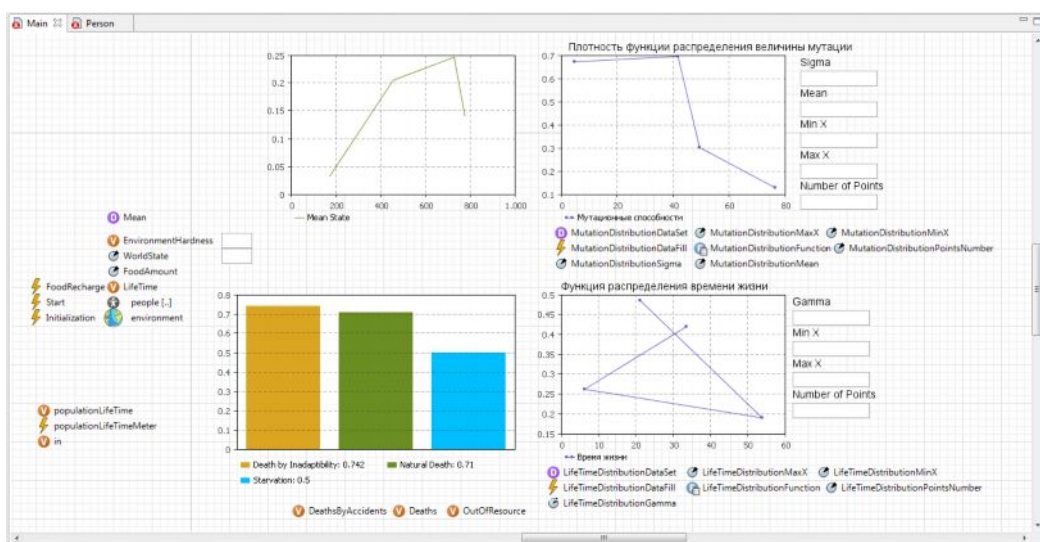 Main Person
Плотность функции распределения величины мутации
0.25
0.2
0.15
0.1
0.05
0
0 200 400 600 800 1.000
Mean State
0.7
0.6
0.5
0.4
0.3
0.2
0.1
0 20 40 60 80
Мутационные способности
Sigma
Mean
Min X
Max X
Number of Points
MutationDistributionDataSet MutationDistributionMaxX MutationDistributionMinX
MutationDistributionDataFill MutationDistributionFunction MutationDistributionPointsNumber
MutationDistributionSigma MutationDistributionMean
Mean
EnvironmentHardness
WorldState
FoodAmount
FoodRecharge LifeTime
Start people [..]
Initialization environment
populationLifeTime
populationLifeTimeMeter
in
0.8
0.7
0.6
0.5
0.4
0.3
0.2
0.1
0
Death by Inadaptibility: 0.742 Natural Death: 0.71
Starvation: 0.5
DeathsByAccidents Deaths OutOfResource
Функция распределения времени жизни
0.5
0.45
0.4
0.35
0.3
0.25
0.2
0.15
0 10 20 30 40 50 60
Время жизни
Gamma
Min X
Max X
Number of Points
LifeTimeDistributionDataSet LifeTimeDistributionMaxX LifeTimeDistributionMinX
LifeTimeDistributionDataFill LifeTimeDistributionFunction LifeTimeDistributionPointsNumber
LifeTimeDistributionGamma